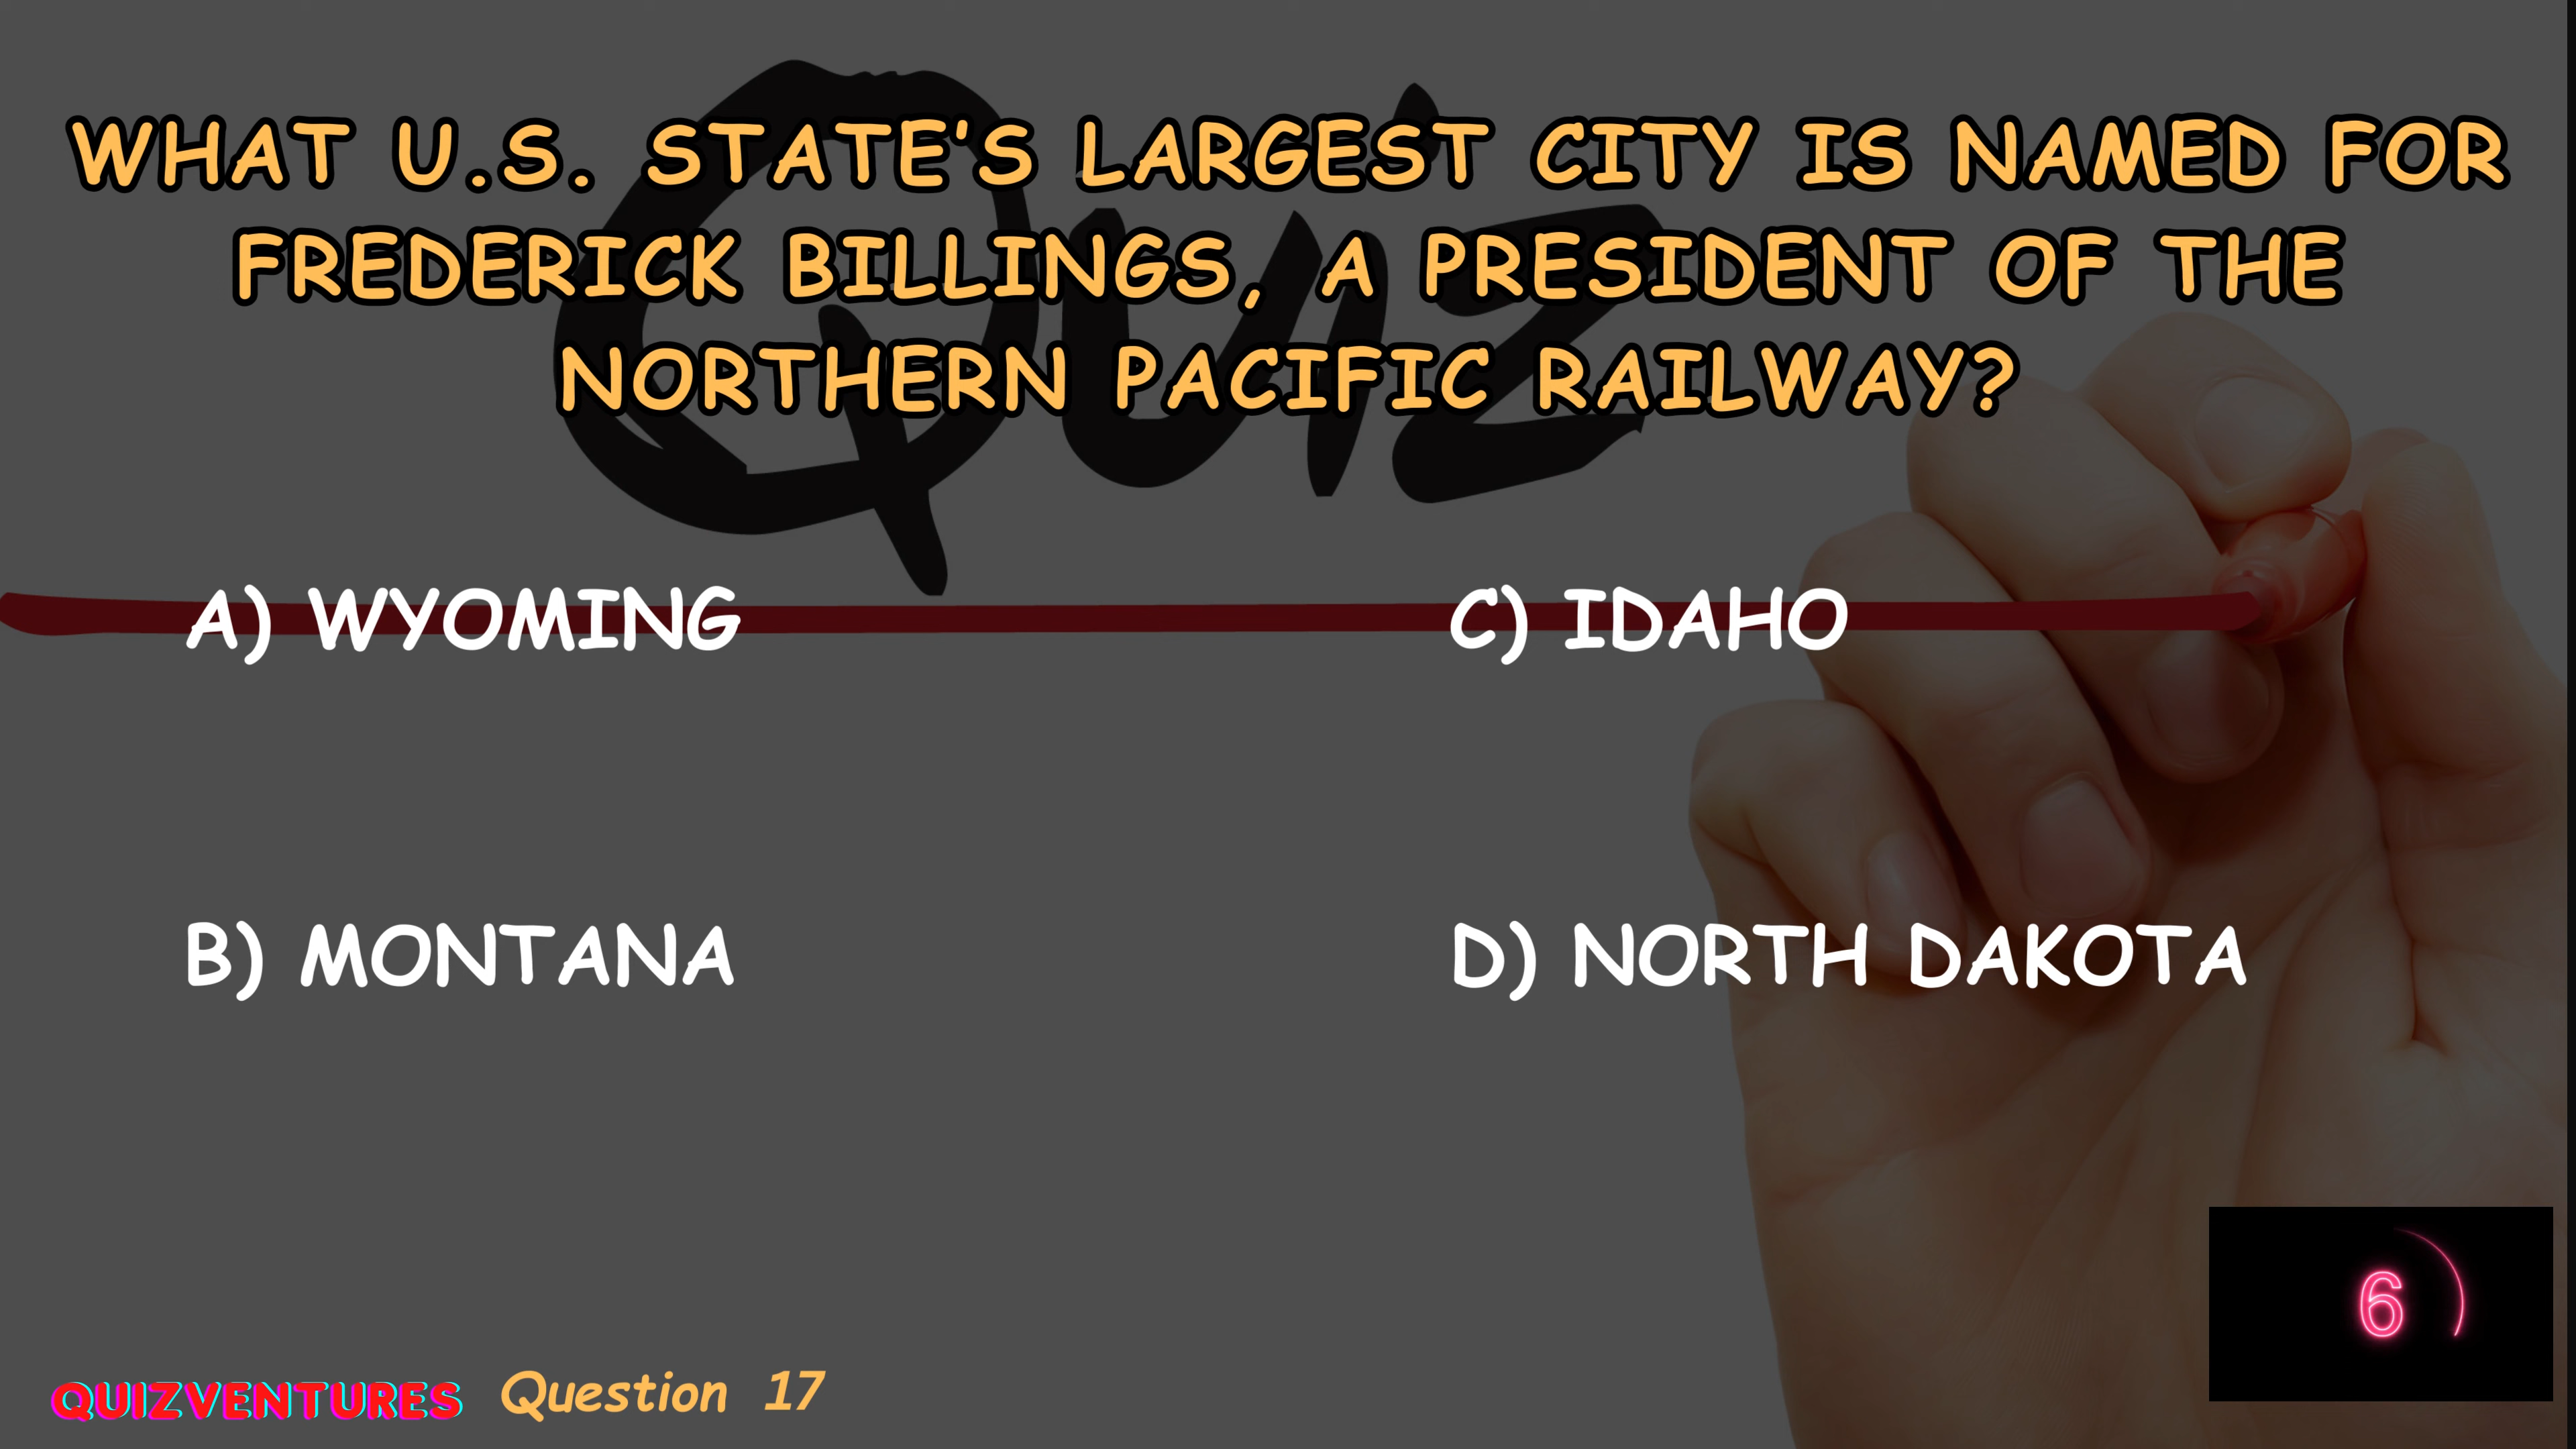 Quiz
WHAT U.S. STATE'S LARGEST CITY IS NAMED FOR
FREDERICK BILLINGS, A PRESIDENT OF THE
NORTHERN PACIFIC RAILWAY?
A) WYOMING
C) IDAHO
B) MONTANA
D) NORTH DAKOTA
6
QUIZVENTURES Question 17